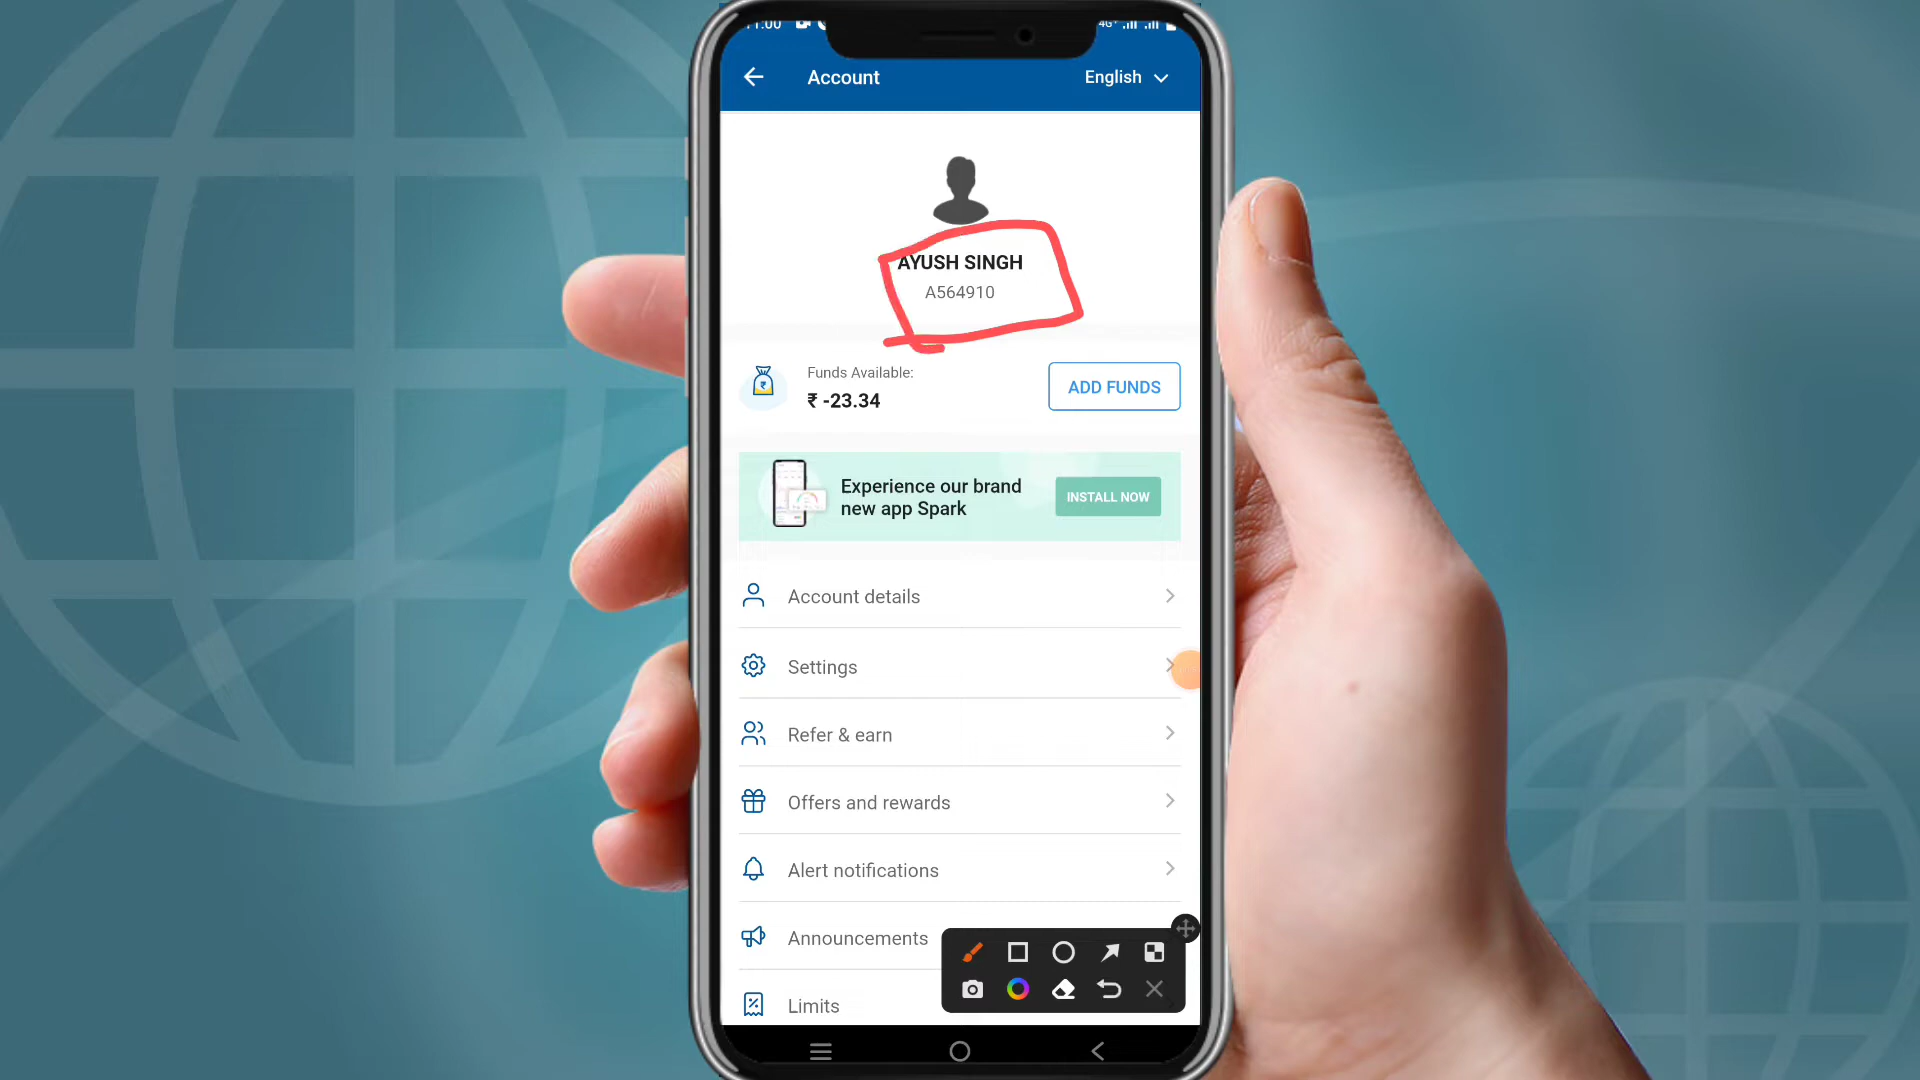 Account
English
AYUSH SINGH
A564910
Funds Available:
₹ -23.34
ADD FUNDS
Experience our brand
new app Spark
INSTALL NOW
Account details
Settings
Refer & earn
Offers and rewards
Alert notifications
Announcements
Limits